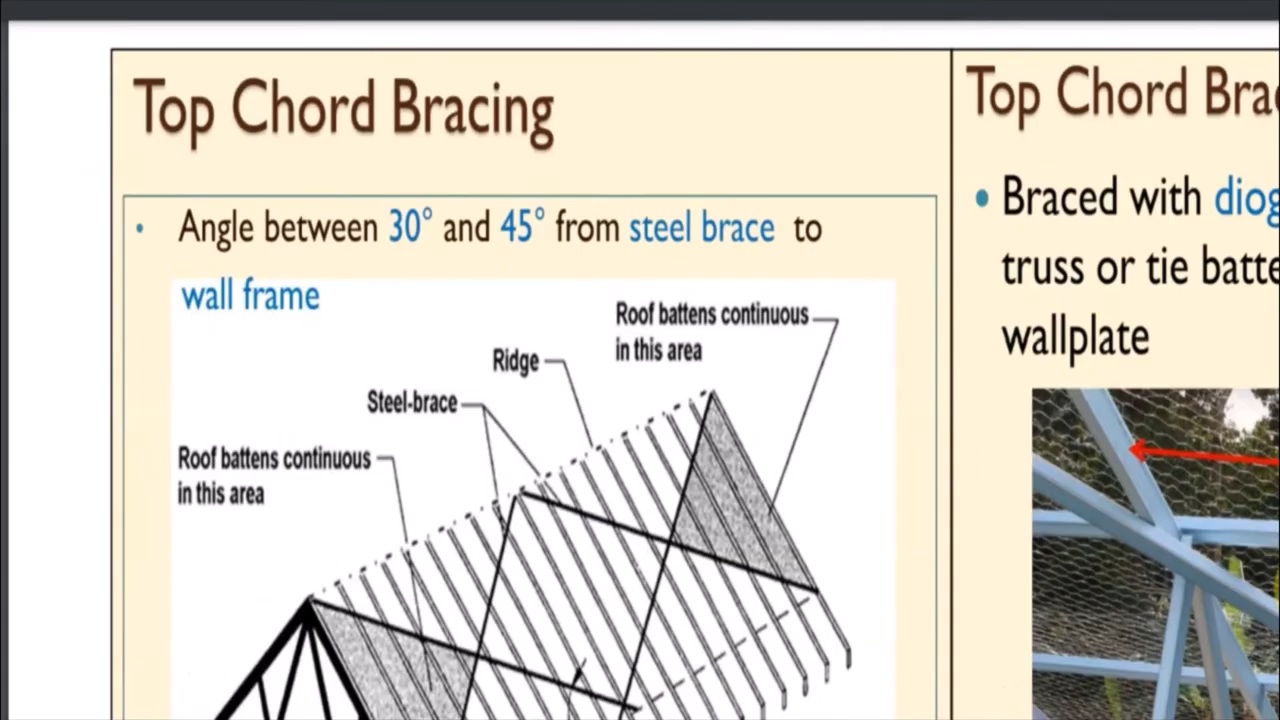 Top Chord Bracing
• Angle between 30° and 45° from steel brace to
wall frame
Roof battens continuous
in this area
Ridge
Steel-brace
Roof battens continuous
in this area
Top Chord Brac
• Braced with diog
truss or tie batte
wallplate